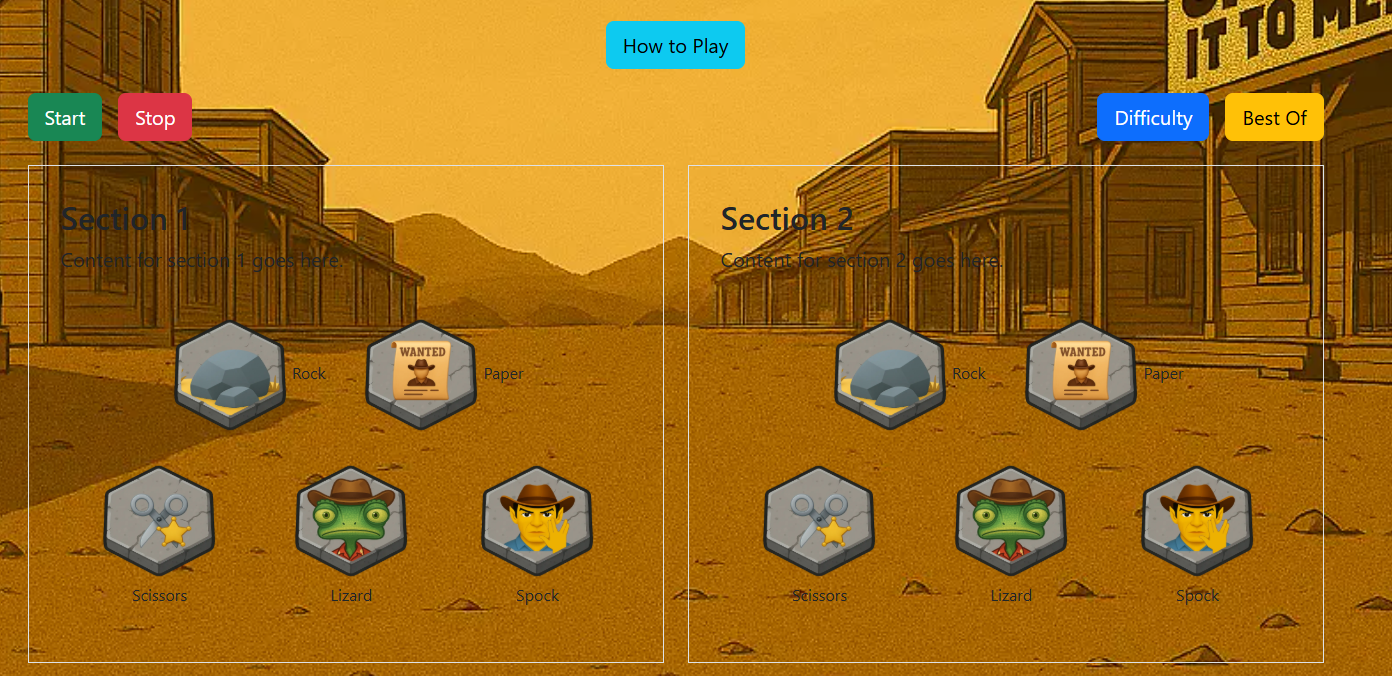 IT TO ME
How to Play
Start Stop Difficulty Best Of
Section 1
Content for section 1 goes here.
Section 2
Content for section 2 goes here.
WANTED
Rock
WANTED
Paper
Scissors Lizard Spock
Rock
WANTED
Paper
Scissors Lizard Spock